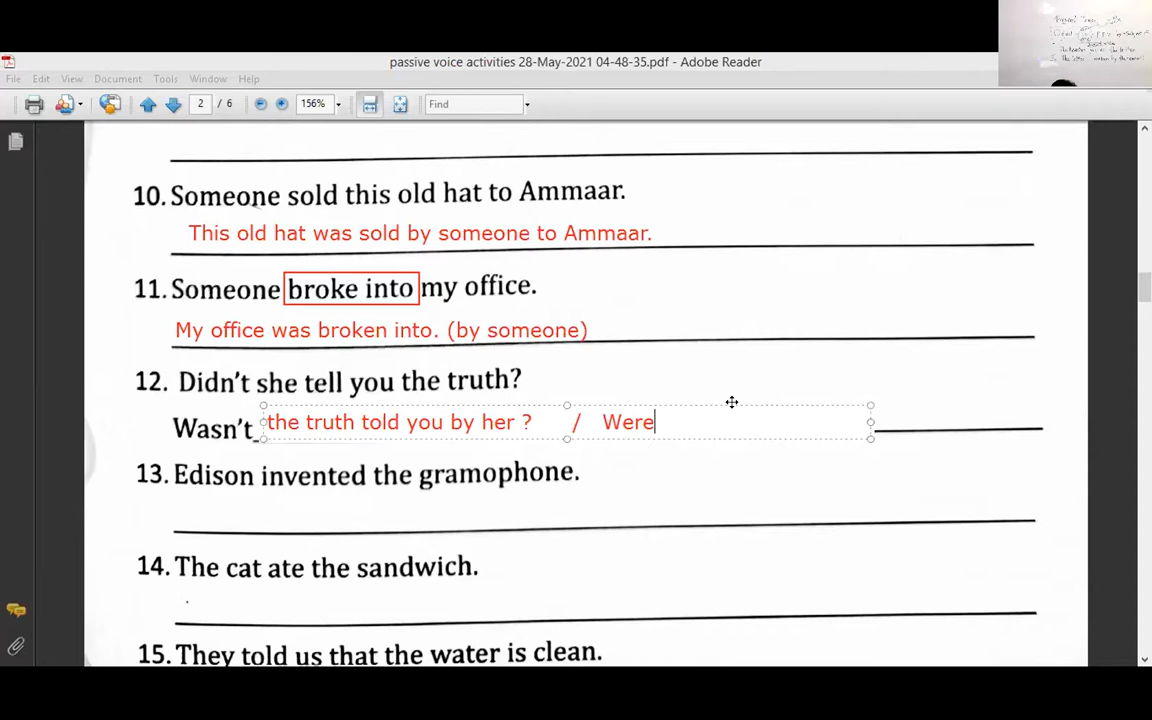 passive voice activities 28-May-2021 04-48-35.pdf - Adobe Reader
File Edit View Document Tools Window Help
2 / 6 156% Find
10. Someone sold this old hat to Ammaar.
This old hat was sold by someone to Ammaar.
11. Someone broke into my office.
My office was broken into. (by someone)
12. Didn't she tell you the truth?
Wasn't the truth told you by her ? / Were
13. Edison invented the gramophone.
14. The cat ate the sandwich.
15. They told us that the water is clean.